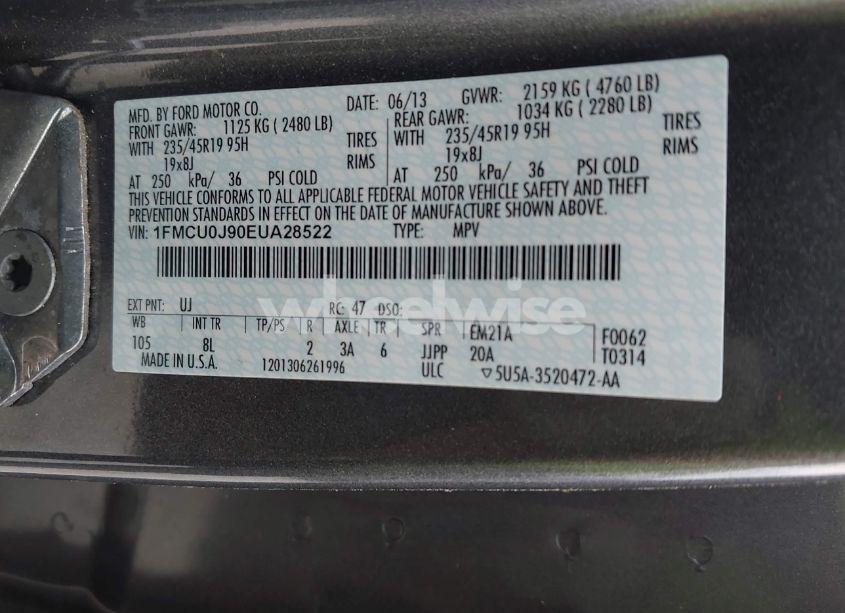 MFD. BY FORD MOTOR CO. DATE: 06/13 GVWR: 2159 KG ( 4760 LB)
FRONT GAWR: 1125 KG ( 2480 LB) REAR GAWR: 1034 KG ( 2280 LB)
WITH 235/45R19 95H TIRES WITH 235/45R19 95H TIRES
19x8J RIMS 19x8J RIMS
AT 250 kPa/ 36 PSI COLD AT 250 kPa/ 36 PSI COLD
THIS VEHICLE CONFORMS TO ALL APPLICABLE FEDERAL MOTOR VEHICLE SAFETY AND THEFT
PREVENTION STANDARDS IN EFFECT ON THE DATE OF MANUFACTURE SHOWN ABOVE.
VIN: 1FMCU0J90EUA28522 TYPE: MPV
EXT PNT: UJ RC: 47 DSO:
wheelwise
WB INT TR TP/PS R AXLE TR SPR EM21A F0062
105 8L 2 3A 6 JJPP 20A T0314
MADE IN U.S.A. 1201306261996 ULC ▽5U5A-3520472-AA